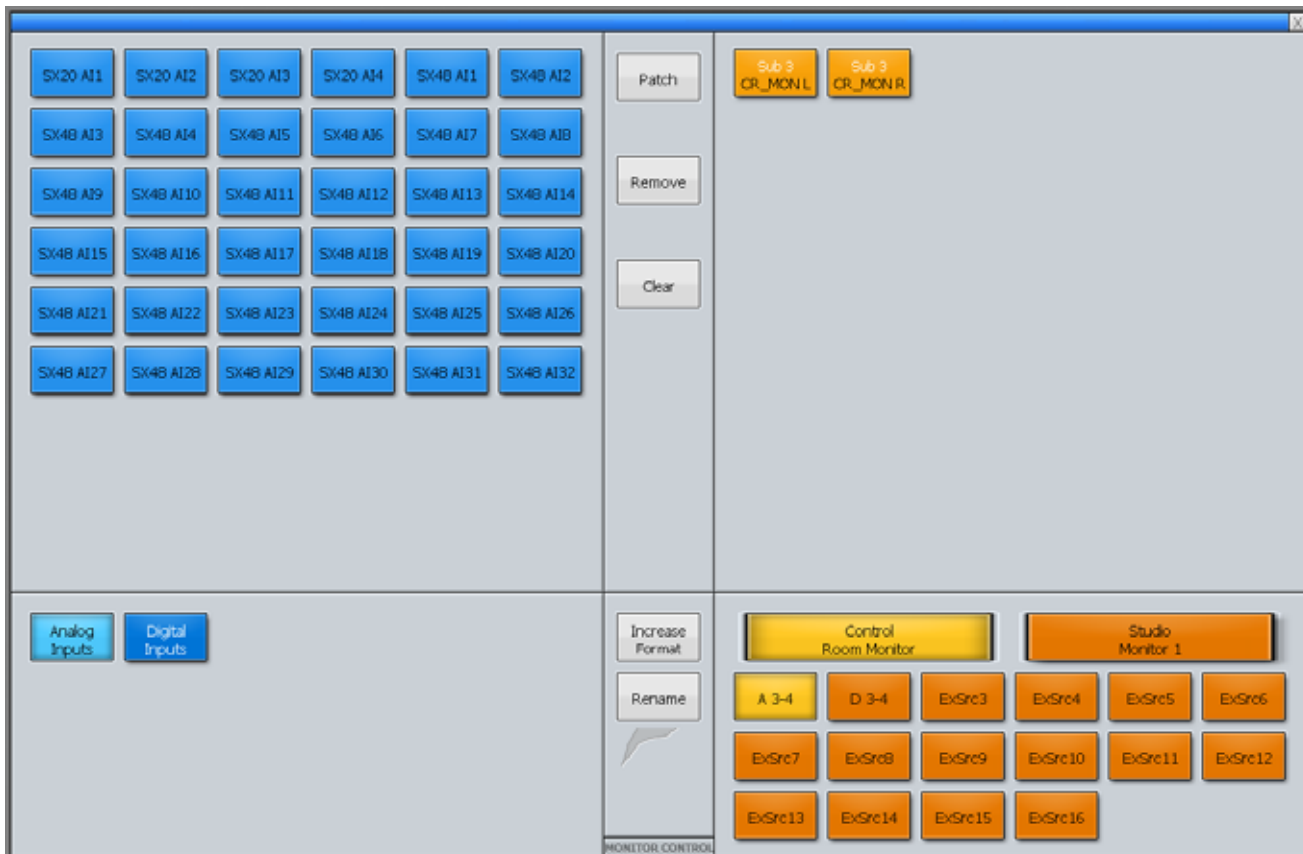 X
SX20 AI1 SX20 AI2 SX20 AI3 SX20 AI4 SX48 AI1 SX48 AI2
SX48 AI3 SX48 AI4 SX48 AI5 SX48 AI6 SX48 AI7 SX48 AI8
SX48 AI9 SX48 AI10 SX48 AI11 SX48 AI12 SX48 AI13 SX48 AI14
SX48 AI15 SX48 AI16 SX48 AI17 SX48 AI18 SX48 AI19 SX48 AI20
SX48 AI21 SX48 AI22 SX48 AI23 SX48 AI24 SX48 AI25 SX48 AI26
SX48 AI27 SX48 AI28 SX48 AI29 SX48 AI30 SX48 AI31 SX48 AI32
Patch
Remove
Clear
Sub 3 Sub 3
CR_MON L CR_MON R
Analog Digital
Inputs Inputs
Increase
Format
Rename
MONITOR CONTROL
Control Studio
Room Monitor Monitor 1
A 3-4 D 3-4 ExSrc3 ExSrc4 ExSrc5 ExSrc6
ExSrc7 ExSrc8 ExSrc9 ExSrc10 ExSrc11 ExSrc12
ExSrc13 ExSrc14 ExSrc15 ExSrc16